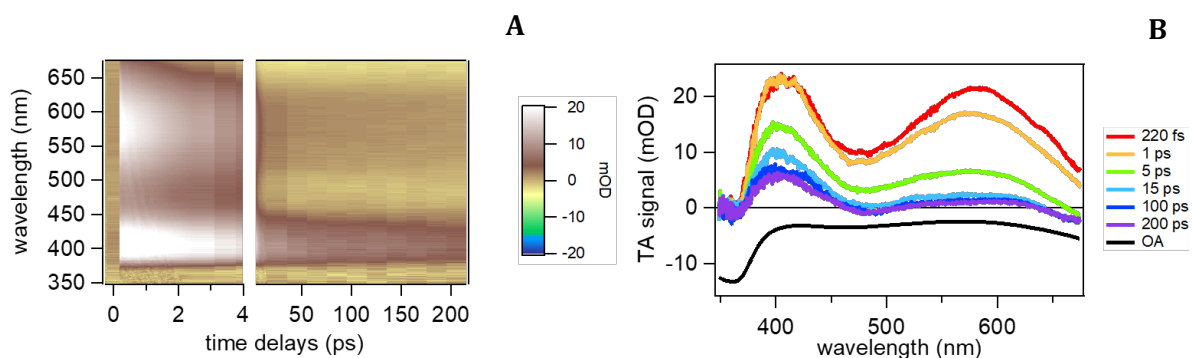 A
wavelength (nm)
650
600
550
500
450
400
350
0
2
4
50
100
150
200
time delays (ps)
20
10
0
-10
-20
mOD
B
TA signal (mOD)
20
10
0
-10
400
500
600
wavelength (nm)
220 fs
1 ps
5 ps
15 ps
100 ps
200 ps
OA